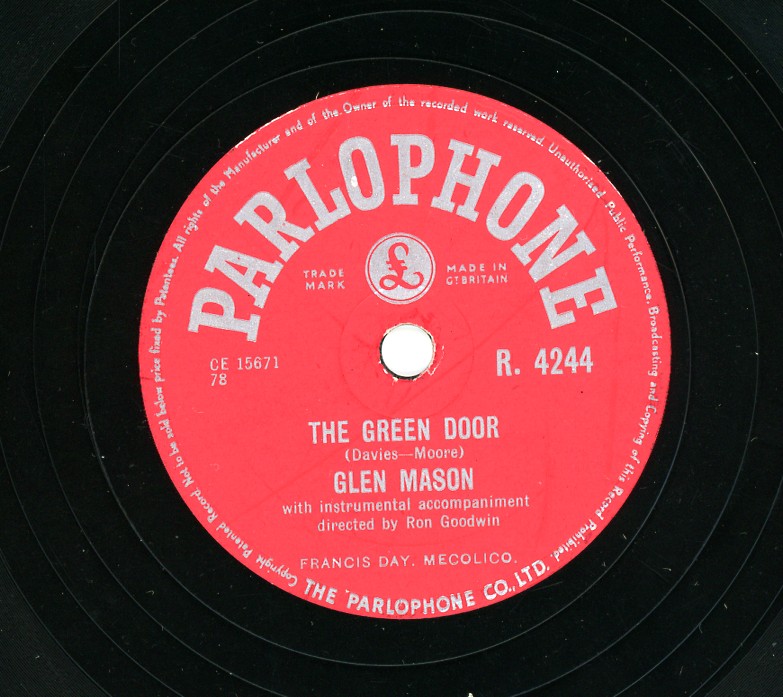 PARLOPHONE
TRADE MARK
£
MADE IN GT BRITAIN
CE 15671
78
R. 4244
THE GREEN DOOR
(Davies—Moore)
GLEN MASON
with instrumental accompaniment
directed by Ron Goodwin
FRANCIS DAY. MECOLICO.
THE PARLOPHONE CO., LTD.
All rights of the Manufacturer and of the Owner of the recorded work reserved. Unauthorised Public Performance, Broadcasting and Copying of this Record Prohibited.
Copyright Patented Record. Not to be sold below price fixed by Patentees.